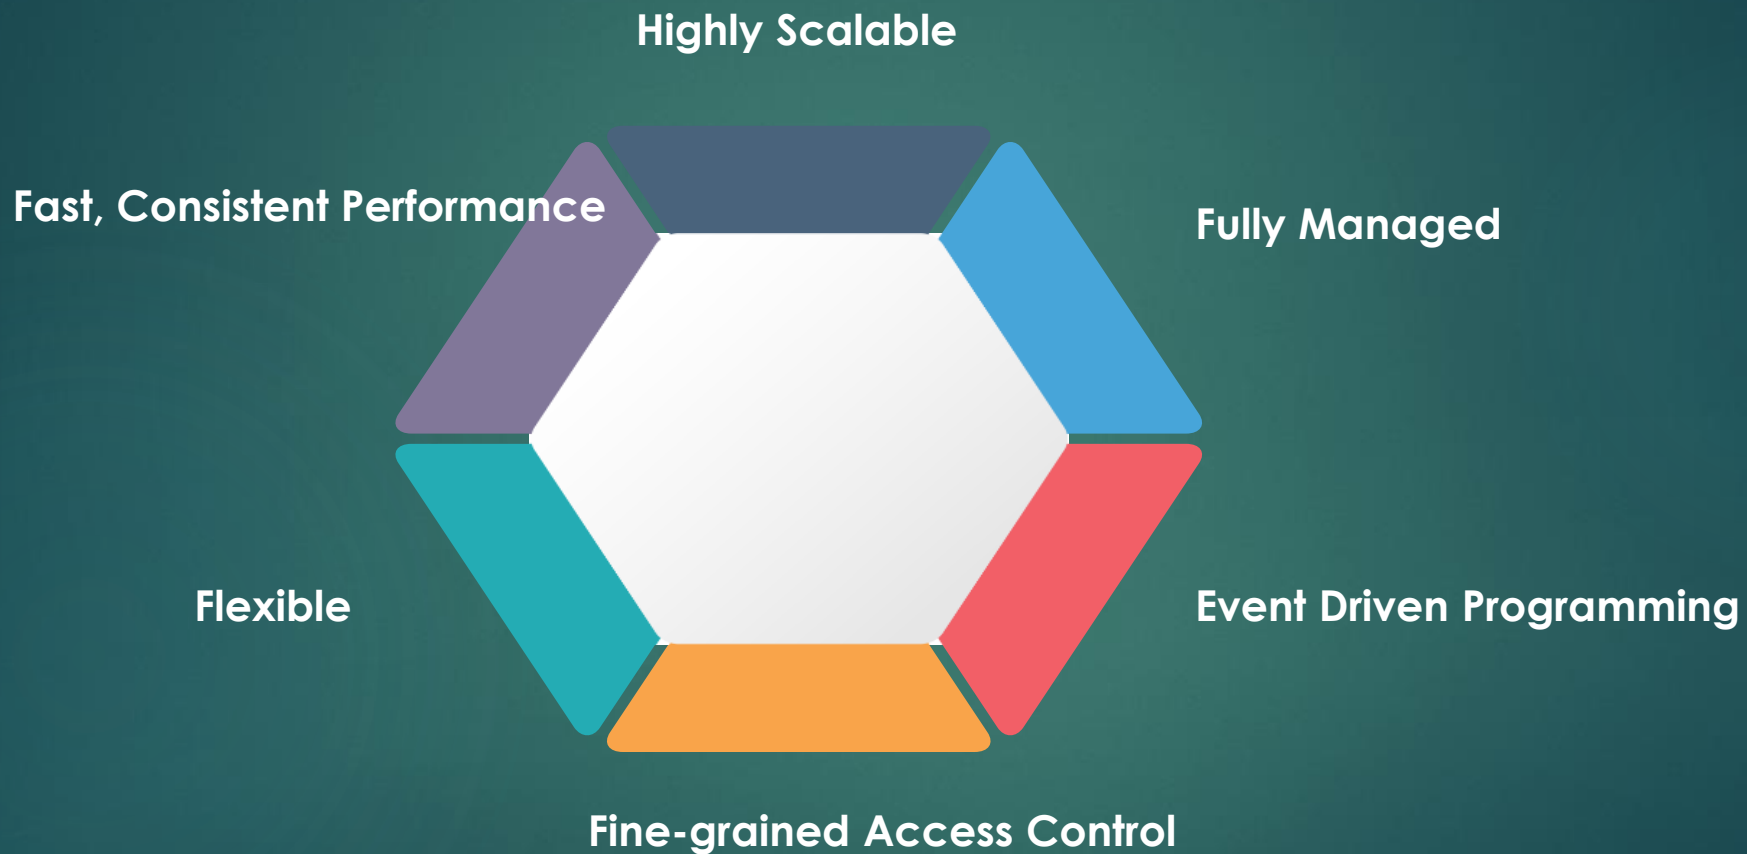 Highly Scalable
Fast, Consistent Performance
Fully Managed
Flexible
Event Driven Programming
Fine-grained Access Control